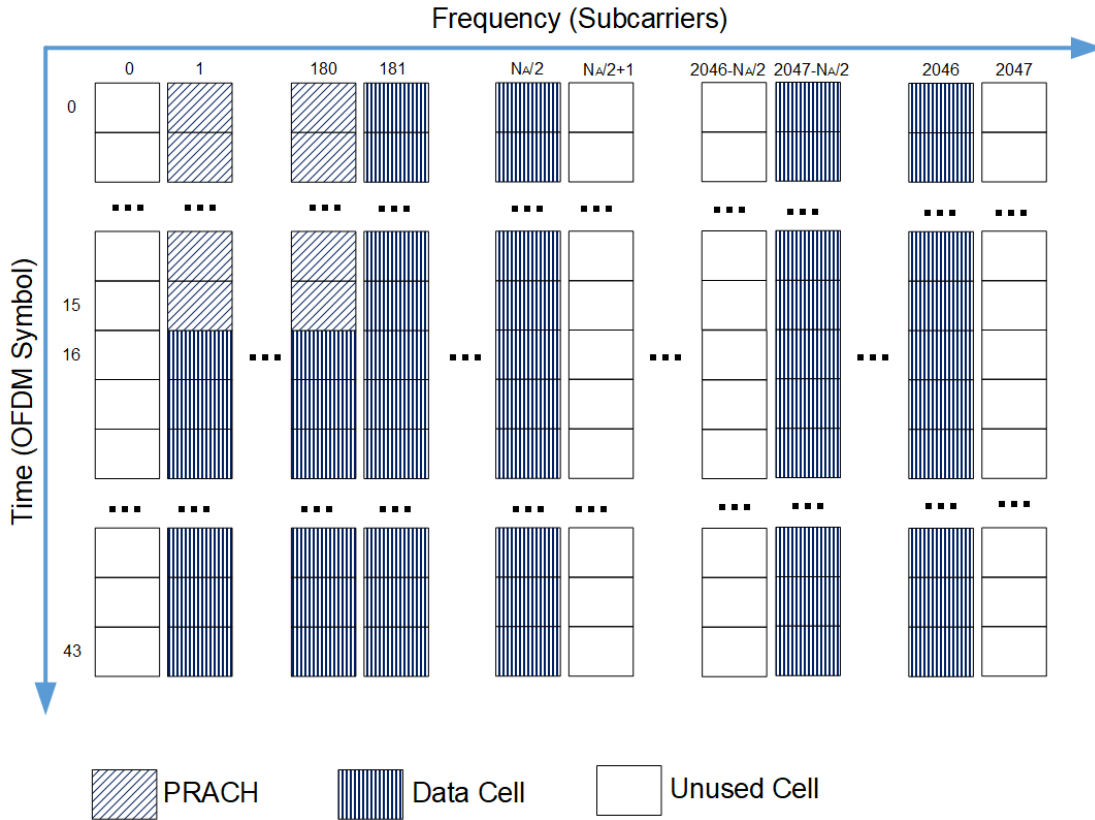 Frequency (Subcarriers)
0 1 180 181 NA/2 NA/2+1 2046-NA/2 2047-NA/2 2046 2047
0
15
16
43
Time (OFDM Symbol)
PRACH Data Cell Unused Cell